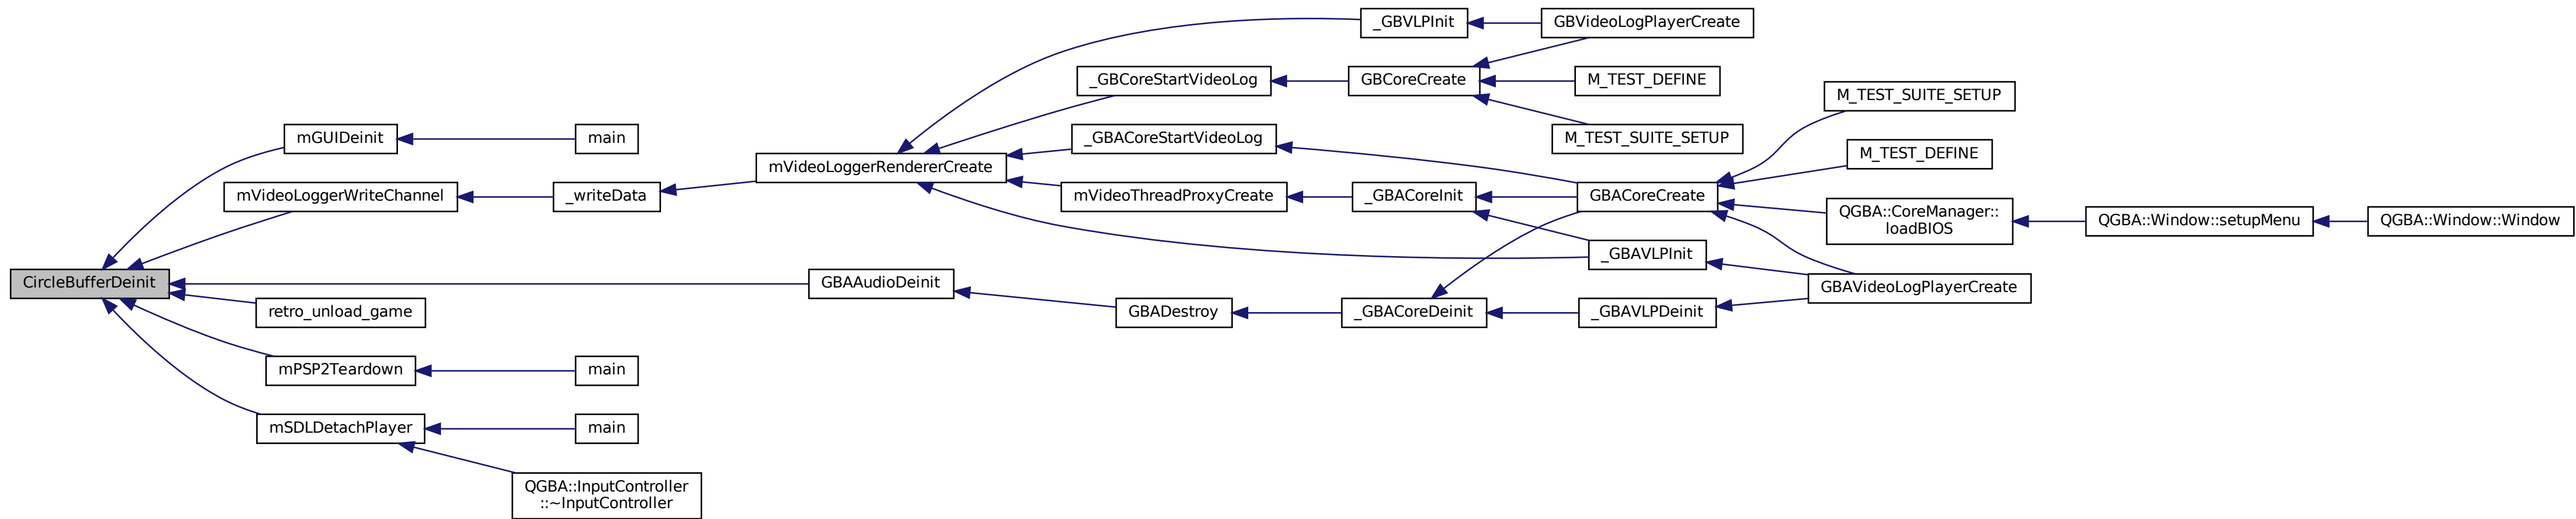 _GBVLPInit
GBVideoLogPlayerCreate
_GBCoreStartVideoLog
GBCoreCreate
M_TEST_DEFINE
M_TEST_SUITE_SETUP
mGUIDeinit
main
_GBACoreStartVideoLog
M_TEST_SUITE_SETUP
mVideoLoggerRendererCreate
M_TEST_DEFINE
mVideoLoggerWriteChannel
_writeData
mVideoThreadProxyCreate
_GBACoreInit
GBACoreCreate
QGBA::CoreManager::
loadBIOS
QGBA::Window::setupMenu
QGBA::Window::Window
_GBAVLPInit
CircleBufferDeinit
GBAAudioDeinit
GBAVideoLogPlayerCreate
retro_unload_game
GBADestroy
_GBACoreDeinit
_GBAVLPDeinit
mPSP2Teardown
main
mSDLDetachPlayer
main
QGBA::InputController
::~InputController